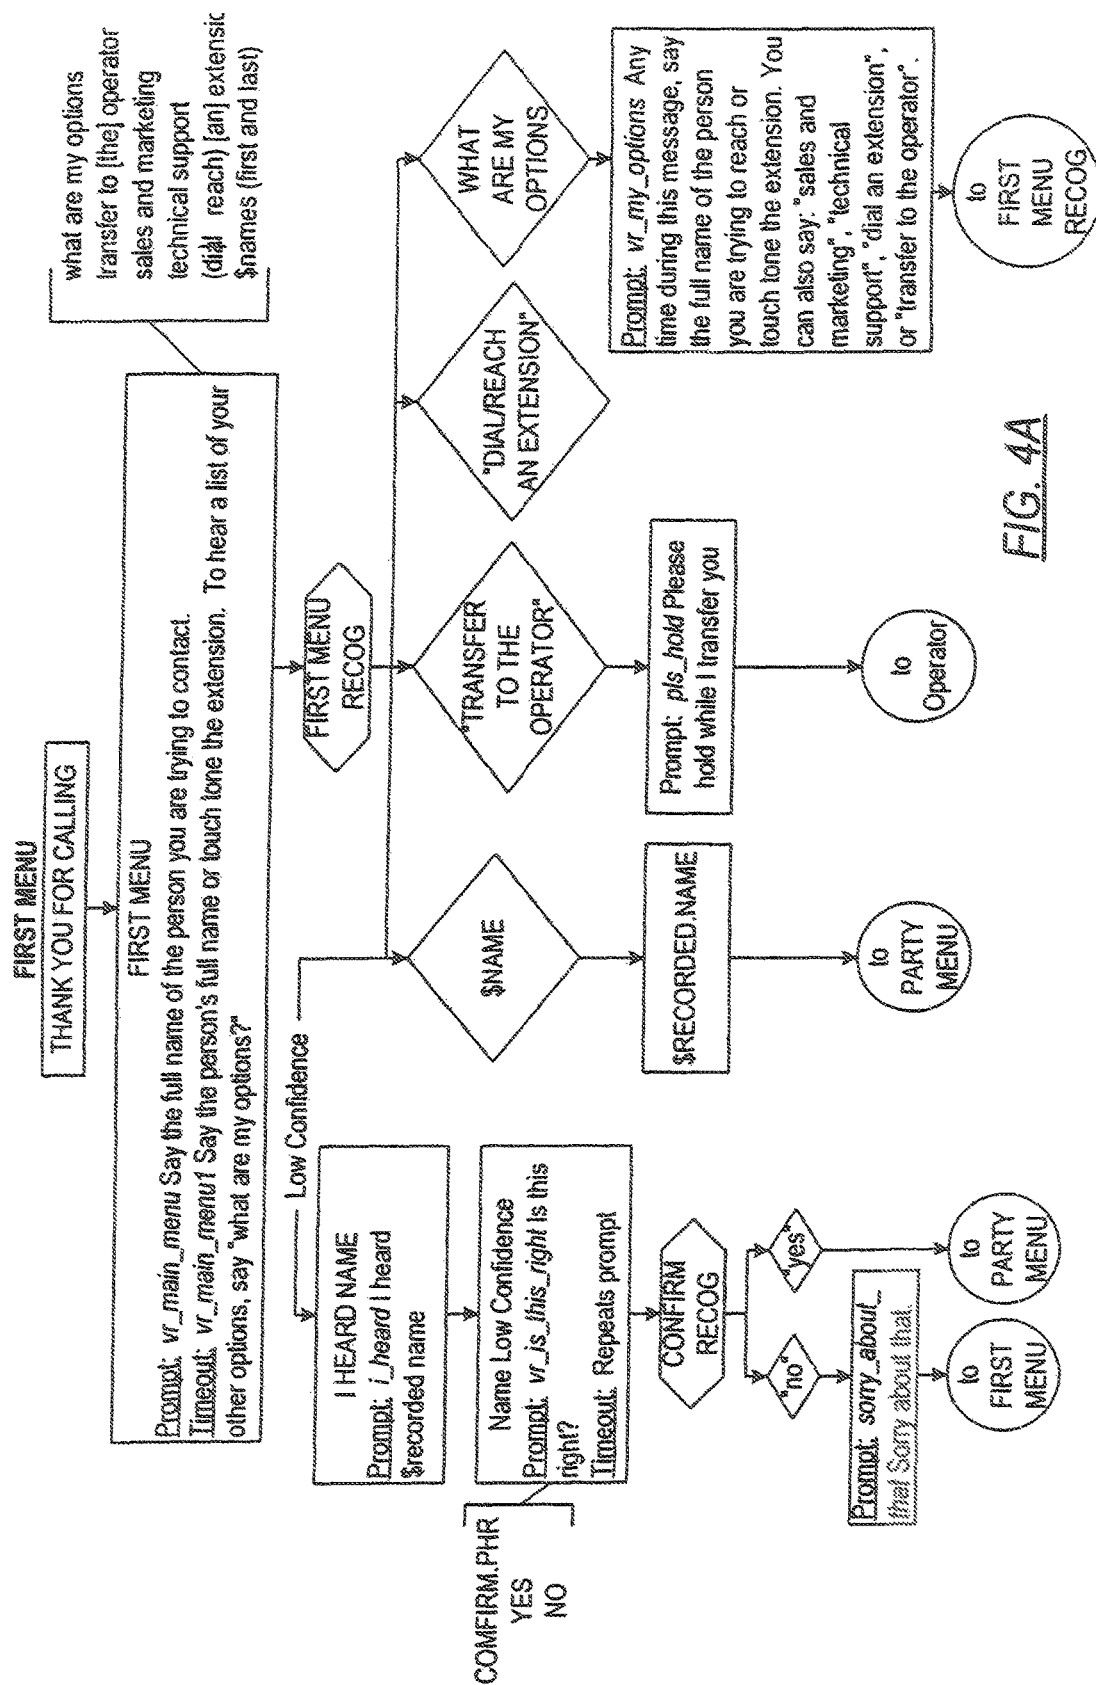 FIRST MENU
THANK YOU FOR CALLING
FIRST MENU
Prompt: vr_main_menu Say the full name of the person you are trying to contact.
Timeout: vr_main_menu1 Say the person's full name or touch tone the extension. To hear a list of your
other options, say "what are my options?"
what are my options
transfer to [the] operator
sales and marketing
technical support
(dial reach) [an] extensic
$names (first and last)
FIRST MENU
RECOG
Low Confidence
I HEARD NAME
Prompt: i_heard I heard
$recorded name
Name Low Confidence
Prompt: vr_is_this_right Is this
right?
Timeout: Repeats prompt
COMFIRM.PHR
YES
NO
CONFIRM
RECOG
"no"
"yes"
Prompt: sorry_about_
that Sorry about that.
to
FIRST
MENU
to
PARTY
MENU
$NAME
$RECORDED.NAME
to
PARTY
MENU
"TRANSFER
TO THE
OPERATOR"
Prompt: pls_hold Please
hold while I transfer you
to
Operator
"DIAL/REACH
AN EXTENSION"
WHAT
ARE MY
OPTIONS
Prompt: vr_my_options Any
time during this message, say
the full name of the person
you are trying to reach or
touch tone the extension. You
can also say: "sales and
marketing", "technical
support", "dial an extension",
or "transfer to the operator".
to
FIRST
MENU
RECOG
FIG. 4A